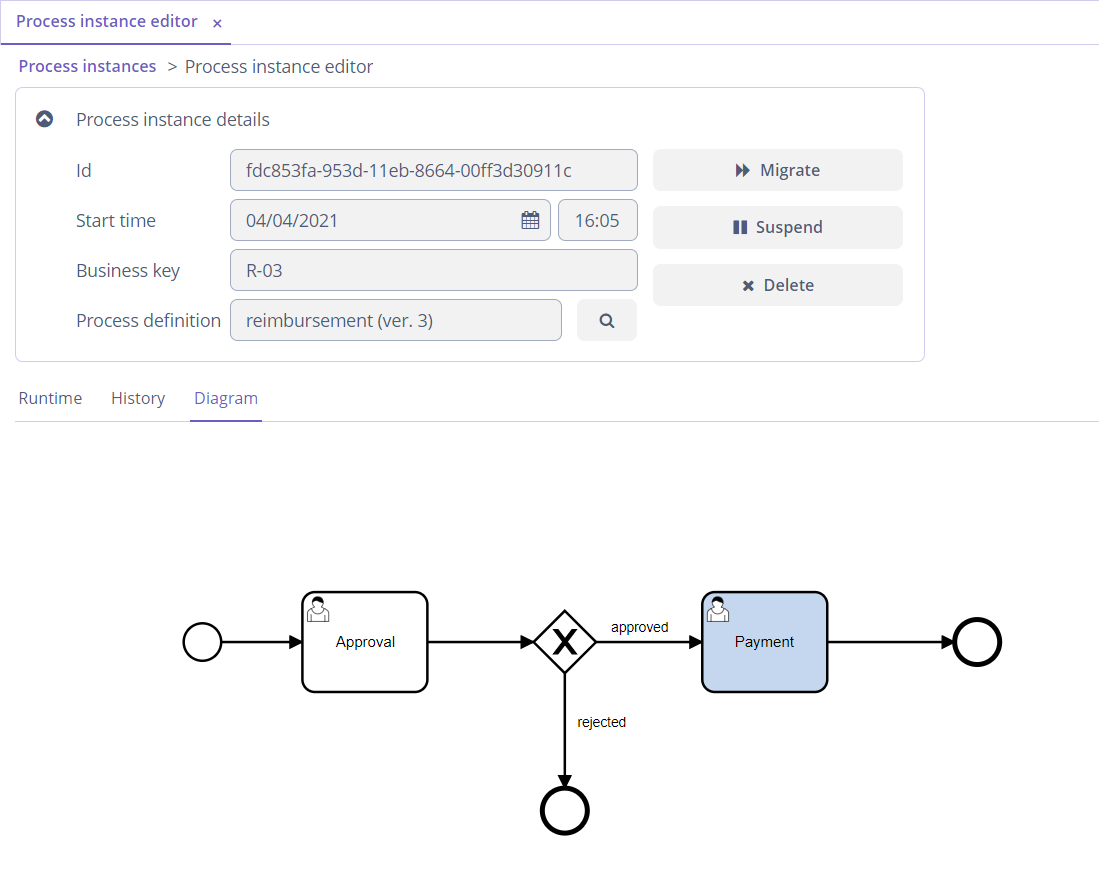 Process instance editor ×
Process instances > Process instance editor
Process instance details
Id fdc853fa-953d-11eb-8664-00ff3d30911c Migrate
Start time 04/04/2021 16:05 Suspend
Business key R-03 Delete
Process definition reimbursement (ver. 3)
Runtime History Diagram
Approval X approved Payment
rejected